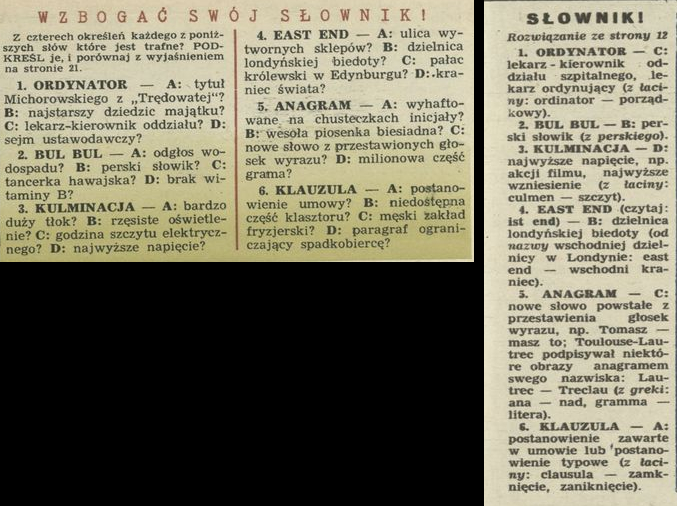 WZBOGAĆ SWÓJ SŁOWNIK!
Z czterech określeń każdego z poniż-
szych słów które jest trafne? POD-
KREŚL je, i porównaj z wyjaśnieniem
na stronie 21.
1. ORDYNATOR — A: tytuł
Michorowskiego z „Trędowatej"?
B: najstarszy dziedzic majątku?
C: lekarz-kierownik oddziału? D:
sejm ustawodawczy?
2. BUL BUL — A: odgłos wo-
dospadu? B: perski słowik? C:
tancerka hawajska? D: brak wi-
taminy B?
3. KULMINACJA — A: bardzo
duży tłok? B: rzęsiste oświetle-
nie? C: godzina szczytu elektrycz-
nego? D: najwyższe napięcie?
4. EAST END — A: ulica wy-
twornych sklepów? B: dzielnica
londyńskiej biedoty? C: pałac
królewski w Edynburgu? D: kra-
niec świata?
5. ANAGRAM — A: wyhafto-
wane na chusteczkach inicjały?
B: wesoła piosenka biesiadna? C:
nowe słowo z przestawionych gło-
sek wyrazu? D: milionowa część
grama?
6. KLAUZULA — A: postano-
wienie umowy? B: niedostępna
część klasztoru? C: męski zakład
fryzjerski? D: paragraf ograni-
czający spadkobiercę?
SŁOWNIK!
Rozwiązanie ze strony 12
1. ORDYNATOR — C:
lekarz - kierownik od-
działu szpitalnego, le-
karz ordynujący (z łaci-
ny: ordinator — porząd-
kowy).
2. BUL BUL — B: per-
ski słowik (z perskiego).
3. KULMINACJA — D:
najwyższe napięcie, np.
akcji filmu, najwyższe
wzniesienie (z łaciny:
culmen — szczyt).
4. EAST END (czytaj:
ist end) — B: dzielnica
londyńskiej biedoty (od
nazwy wschodniej dziel-
nicy w Londynie: east
end — wschodni kra-
niec).
5. ANAGRAM — C:
nowe słowo powstałe z
przestawienia głosek
wyrazu, np. Tomasz —
masz to; Toulouse-Lau-
trec podpisywał niektó-
re obrazy anagramem
swego nazwiska: Lau-
trec — Treclau (z greki:
ana — nad, gramma —
litera).
6. KLAUZULA — A:
postanowienie zawarte
w umowie lub postano-
wienie typowe (z łaci-
ny: clausula — zamk-
nięcie, zaniknięcie).